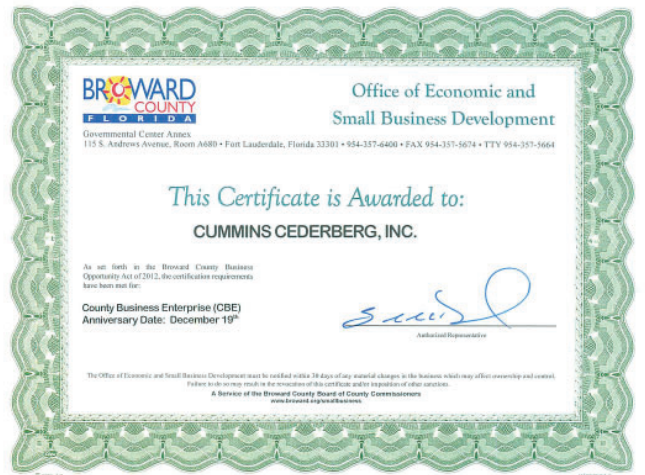 BROWARD
COUNTY
FLORIDA
Office of Economic and
Small Business Development
Governmental Center Annex
115 S. Andrews Avenue, Room A680 • Fort Lauderdale, Florida 33301 • 954-357-6400 • FAX 954-357-5674 • TTY 954-357-5664
This Certificate is Awarded to:
CUMMINS CEDERBERG, INC.
As set forth in the Broward County Business
Opportunity Act of 2012, the certification requirements
have been met for:
County Business Enterprise (CBE)
Anniversary Date: December 19th
Authorized Representative
The Office of Economic and Small Business Development must be notified within 30 days of any material changes in the business which may affect ownership and control.
Failure to do so may result in the revocation of this certificate and/or imposition of other sanctions.
A Service of the Broward County Board of County Commissioners
www.broward.org/smallbusiness